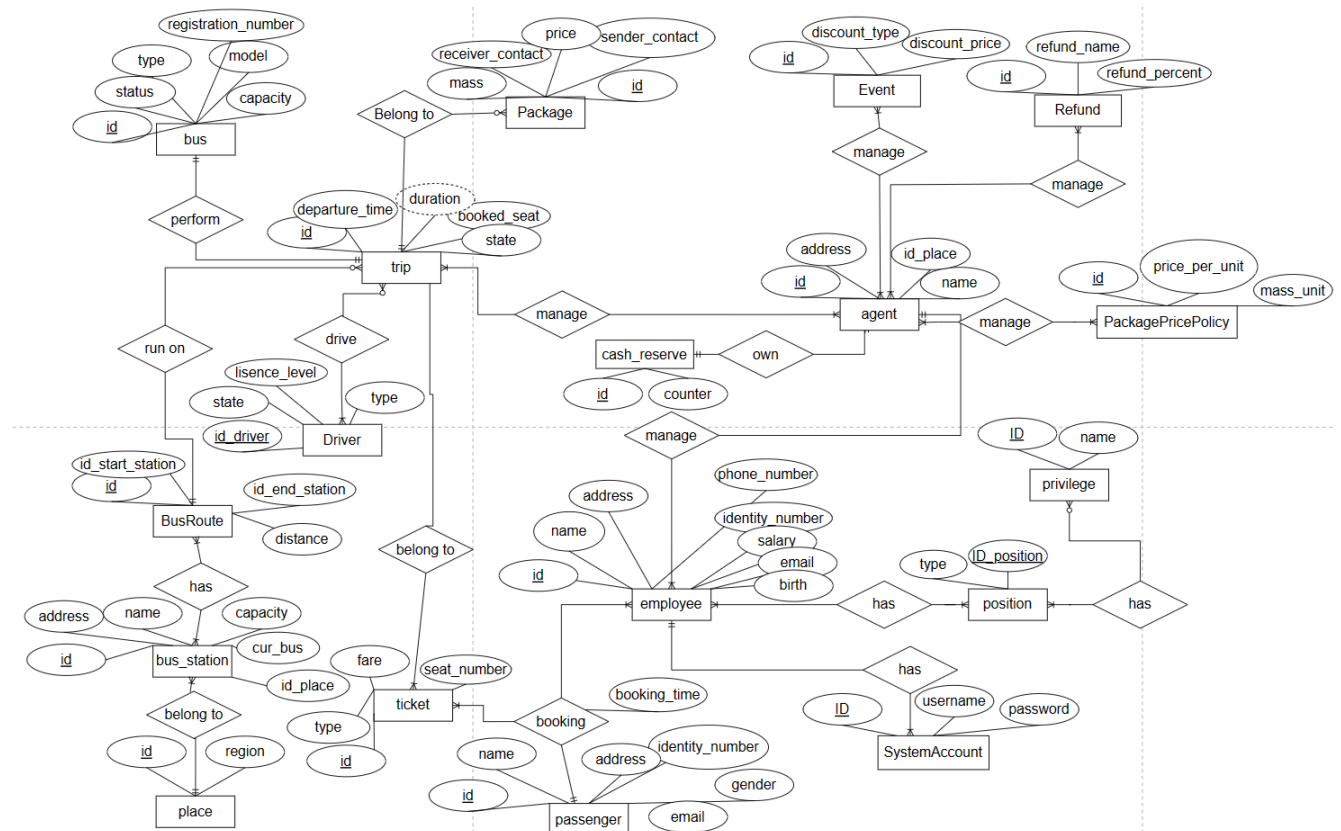 registration_number
type
model
status
capacity
id
bus
perform
receiver_contact
price
sender_contact
mass
id
Belong to
Package
discount_type
discount_price
id
Event
manage
refund_name
id
refund_percent
Refund
manage
departure_time
duration
id
booked_seat
state
trip
run on
drive
manage
address
id_place
id
name
agent
manage
id
price_per_unit
mass_unit
PackagePricePolicy
cash_reserve
own
id
counter
manage
lisence_level
state
type
id_driver
Driver
id_start_station
id
id_end_station
BusRoute
distance
has
belong to
address
name
capacity
id
cur_bus
bus_station
id_place
belong to
id
region
place
fare
seat_number
type
ticket
id
phone_number
address
name
identity_number
salary
email
id
birth
employee
has
type
ID_position
position
ID
name
privilege
has
has
ID
username
password
SystemAccount
booking
booking_time
name
address
identity_number
id
gender
email
passenger